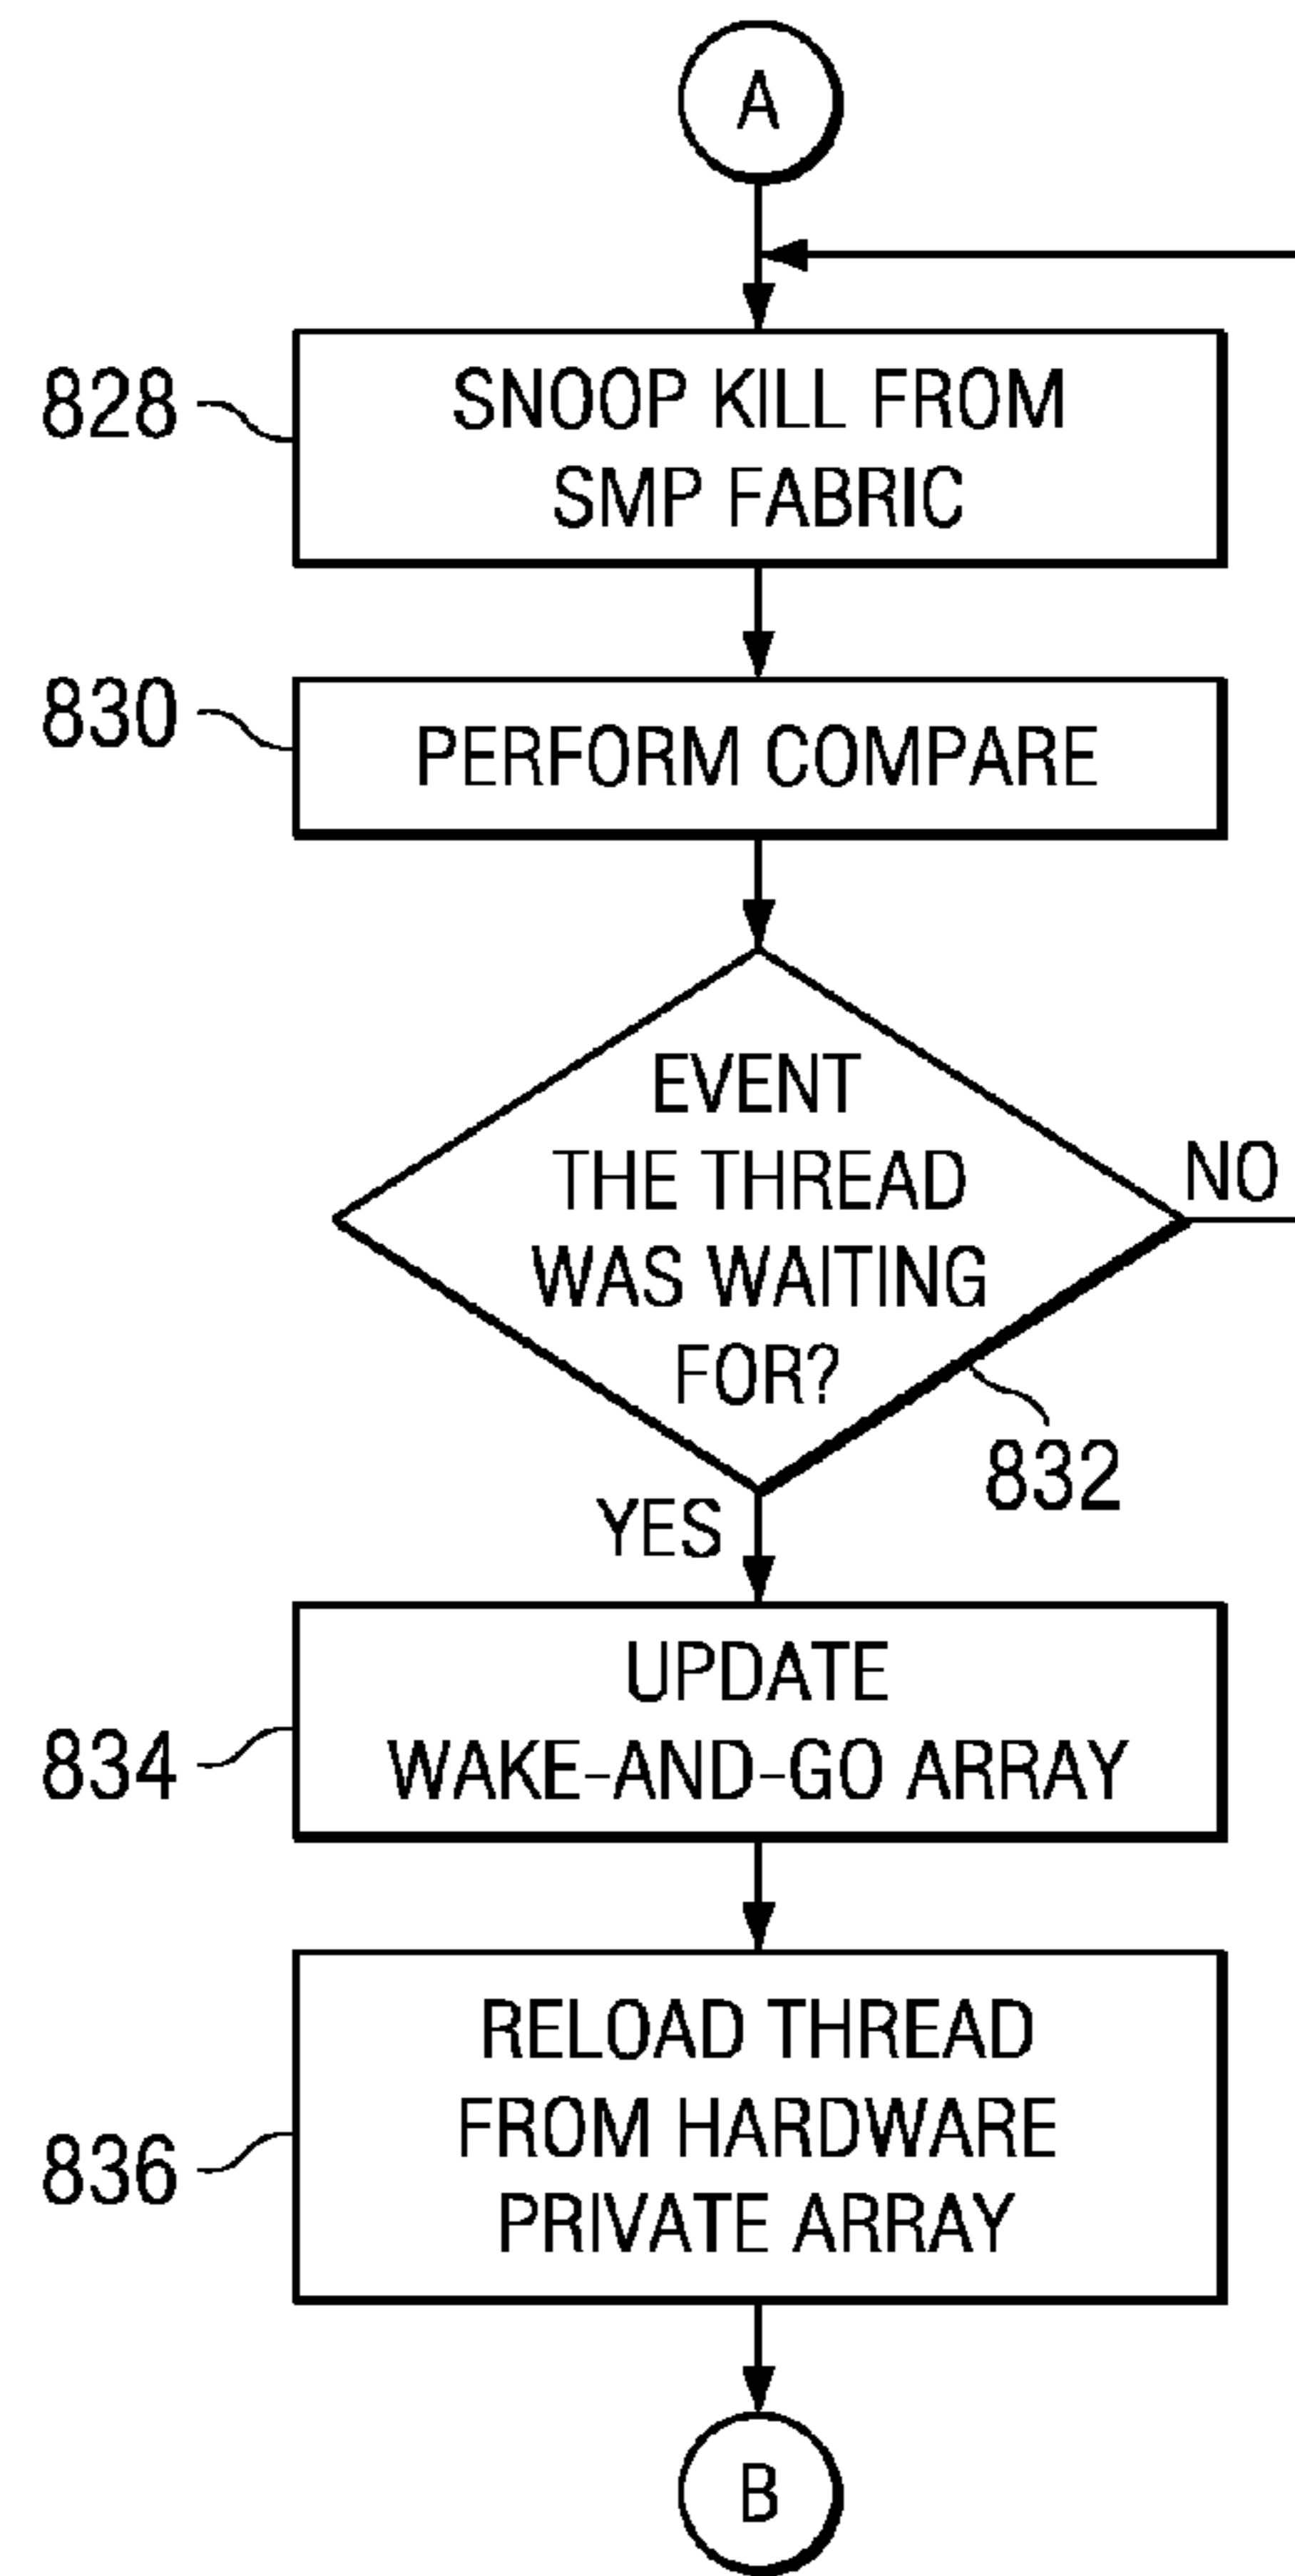 A
828
SNOOP KILL FROM
SMP FABRIC
830
PERFORM COMPARE
EVENT
THE THREAD
WAS WAITING
FOR?
NO
832
YES
834
UPDATE
WAKE-AND-GO ARRAY
836
RELOAD THREAD
FROM HARDWARE
PRIVATE ARRAY
B